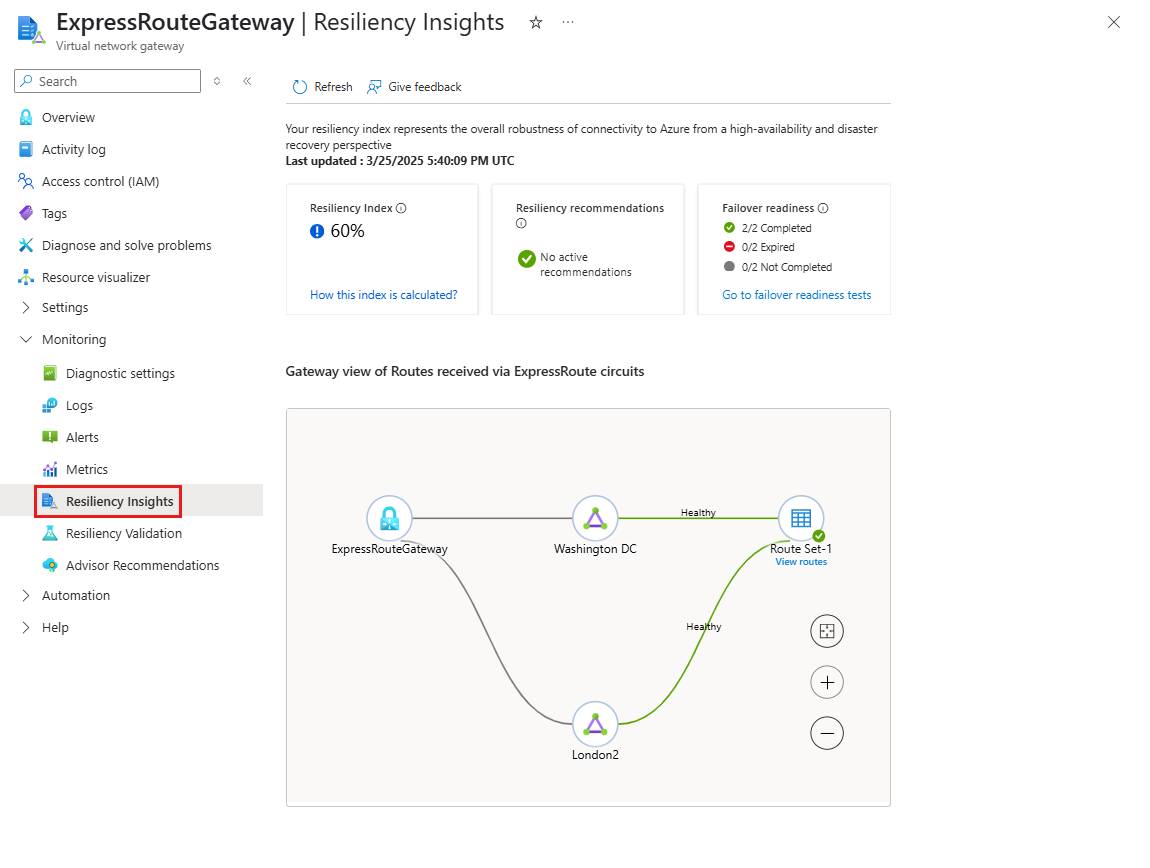 ExpressRouteGateway | Resiliency Insights
Virtual network gateway
Search
Overview
Activity log
Access control (IAM)
Tags
Diagnose and solve problems
Resource visualizer
Settings
Monitoring
Diagnostic settings
Logs
Alerts
Metrics
Resiliency Insights
Resiliency Validation
Advisor Recommendations
Automation
Help
Refresh
Give feedback
Your resiliency index represents the overall robustness of connectivity to Azure from a high-availability and disaster
recovery perspective
Last updated : 3/25/2025 5:40:09 PM UTC
Resiliency Index
60%
How this index is calculated?
Resiliency recommendations
No active
recommendations
Failover readiness
2/2 Completed
0/2 Expired
0/2 Not Completed
Go to failover readiness tests
Gateway view of Routes received via ExpressRoute circuits
Healthy
ExpressRouteGateway
Washington DC
Route Set-1
View routes
Healthy
London2